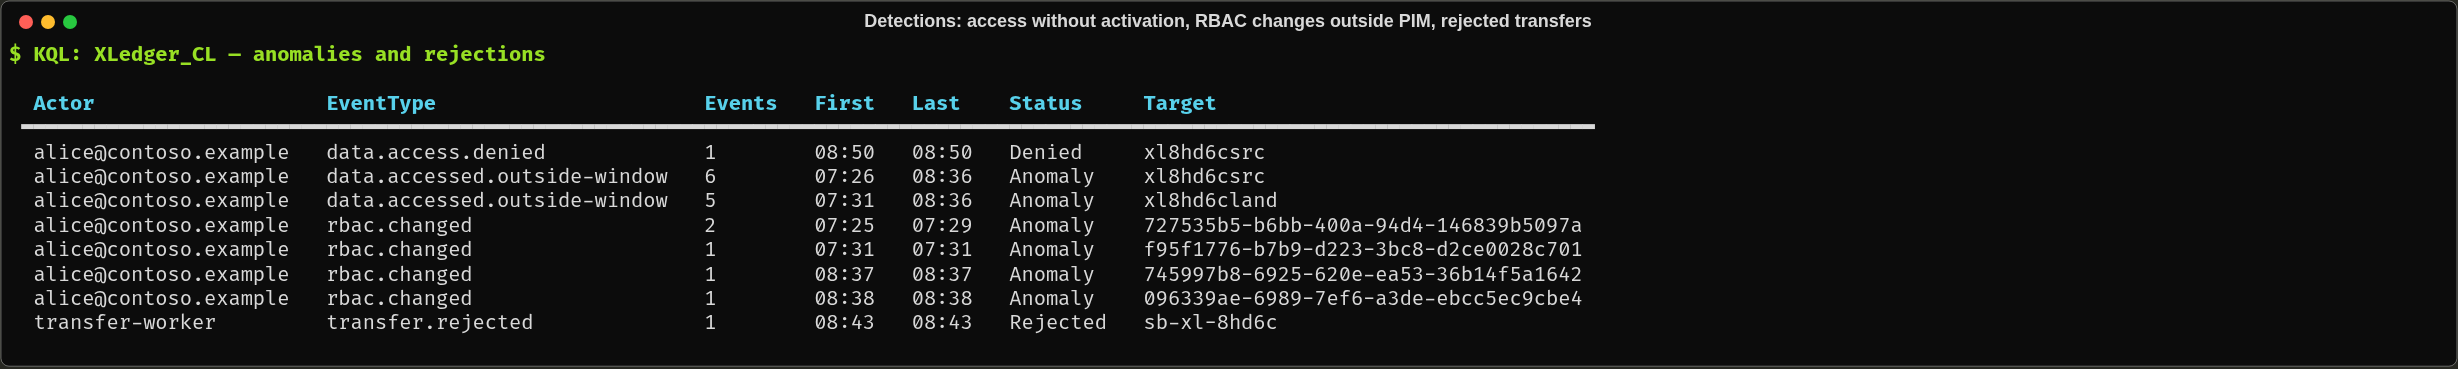 Detections: access without activation, RBAC changes outside PIM, rejected transfers
$ KQL: XLedger_CL — anomalies and rejections
Actor EventType Events First Last Status Target
alice@contoso.example data.access.denied 1 08:50 08:50 Denied xl8hd6csrc
alice@contoso.example data.accessed.outside-window 6 07:26 08:36 Anomaly xl8hd6csrc
alice@contoso.example data.accessed.outside-window 5 07:31 08:36 Anomaly xl8hd6cland
alice@contoso.example rbac.changed 2 07:25 07:29 Anomaly 727535b5-b6bb-400a-94d4-146839b5097a
alice@contoso.example rbac.changed 1 07:31 07:31 Anomaly f95f1776-b7b9-d223-3bc8-d2ce0028c701
alice@contoso.example rbac.changed 1 08:37 08:37 Anomaly 745997b8-6925-620e-ea53-36b14f5a1642
alice@contoso.example rbac.changed 1 08:38 08:38 Anomaly 096339ae-6989-7ef6-a3de-ebcc5ec9cbe4
transfer-worker transfer.rejected 1 08:43 08:43 Rejected sb-xl-8hd6c